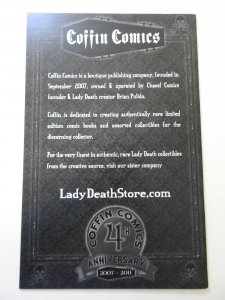 Coffin Comics
Coffin Comics is a boutique publishing company, founded in
September 2007, owned & operated by Chaos! Comics
founder & Lady Death creator Brian Pulido.
Coffin is dedicated to creating authentically rare limited
edition comic books and assorted collectibles for the
discerning collector.
For the very finest in authentic, rare Lady Death collectibles
from the creative source, visit our sister company
LadyDeathStore.com
COFFIN COMICS
4TH
ANNIVERSARY
2007 - 2011